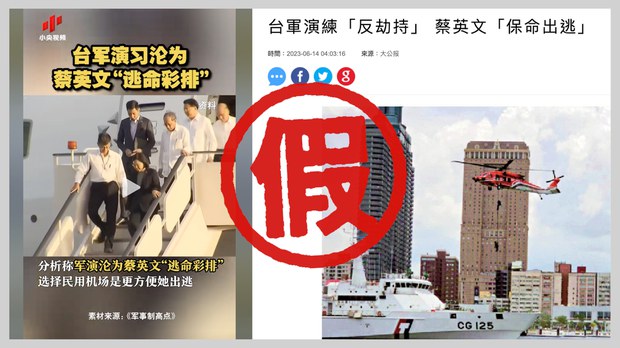 小央视频
台军演习沦为
蔡英文“逃命彩排”
资料
分析称军演沦为蔡英文“逃命彩排”
选择民用机场是更方便她出逃
素材来源:《军事制高点》
台軍演練「反劫持」 蔡英文「保命出逃」
時間:2023-06-14 04:03:16 來源:大公报
假
CG 125